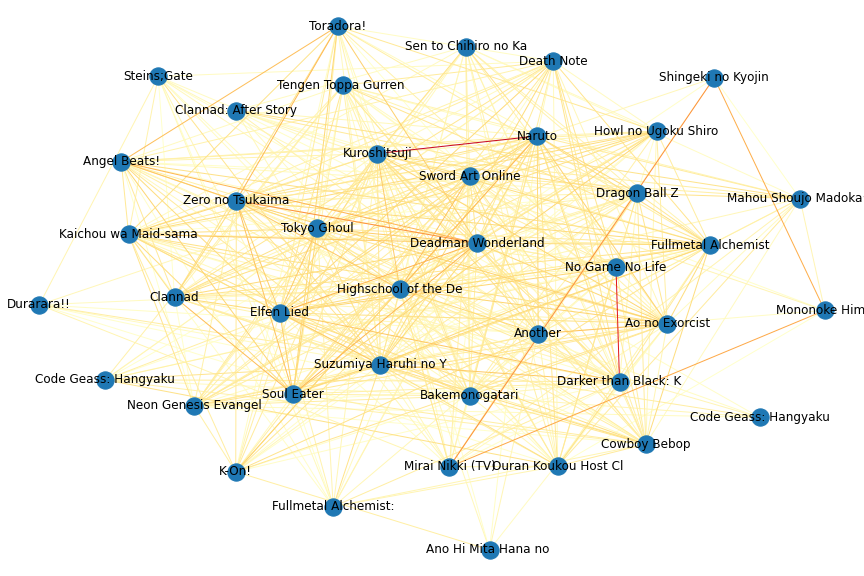 Toradora!
Sen to Chihiro no Ka
Death Note
Steins;Gate
Shingeki no Kyojin
Tengen Toppa Gurren
Clannad: After Story
Howl no Ugoku Shiro
Naruto
Kuroshitsuji
Angel Beats!
Sword Art Online
Dragon Ball Z
Mahou Shoujo Madoka
Zero no Tsukaima
Tokyo Ghoul
Kaichou wa Maid-sama
Deadman Wonderland
Fullmetal Alchemist
No Game No Life
Highschool of the De
Clannad
Durarara!!
Elfen Lied
Mononoke Him
Ao no Exorcist
Another
Suzumiya Haruhi no Y
Code Geass: Hangyaku
Darker than Black: K
Soul Eater
Bakemonogatari
Neon Genesis Evangel
Code Geass: Hangyaku
Cowboy Bebop
Mirai Nikki (TV)
Ouran Koukou Host Cl
K-On!
Fullmetal Alchemist:
Ano Hi Mita Hana no